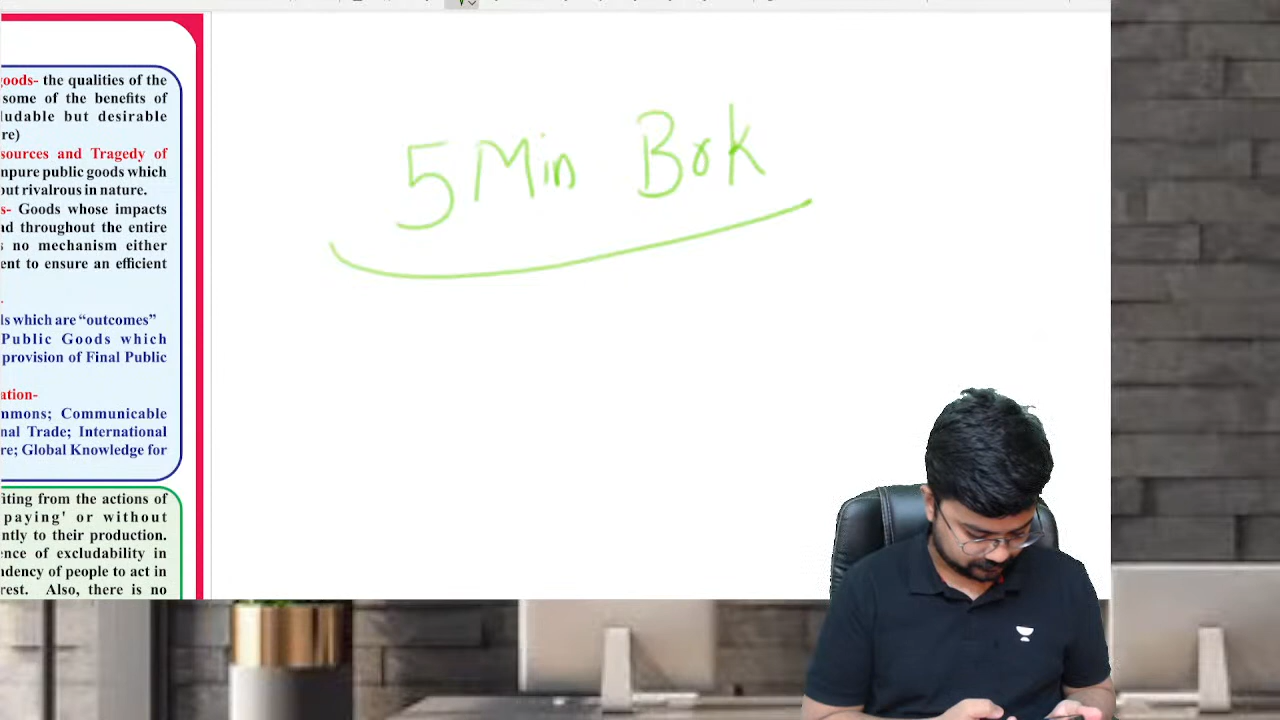 goods- the qualities of the
some of the benefits of
ludable but desirable
re)
sources and Tragedy of
npure public goods which
out rivalrous in nature.
s- Goods whose impacts
ad throughout the entire
s no mechanism either
ent to ensure an efficient
ls which are “outcomes”
Public Goods which
provision of Final Public
ation-
mmons; Communicable
nal Trade; International
re; Global Knowledge for
fiting from the actions of
paying' or without
ntly to their production.
ence of excludability in
ndency of people to act in
rest. Also, there is no
5 Min Brk